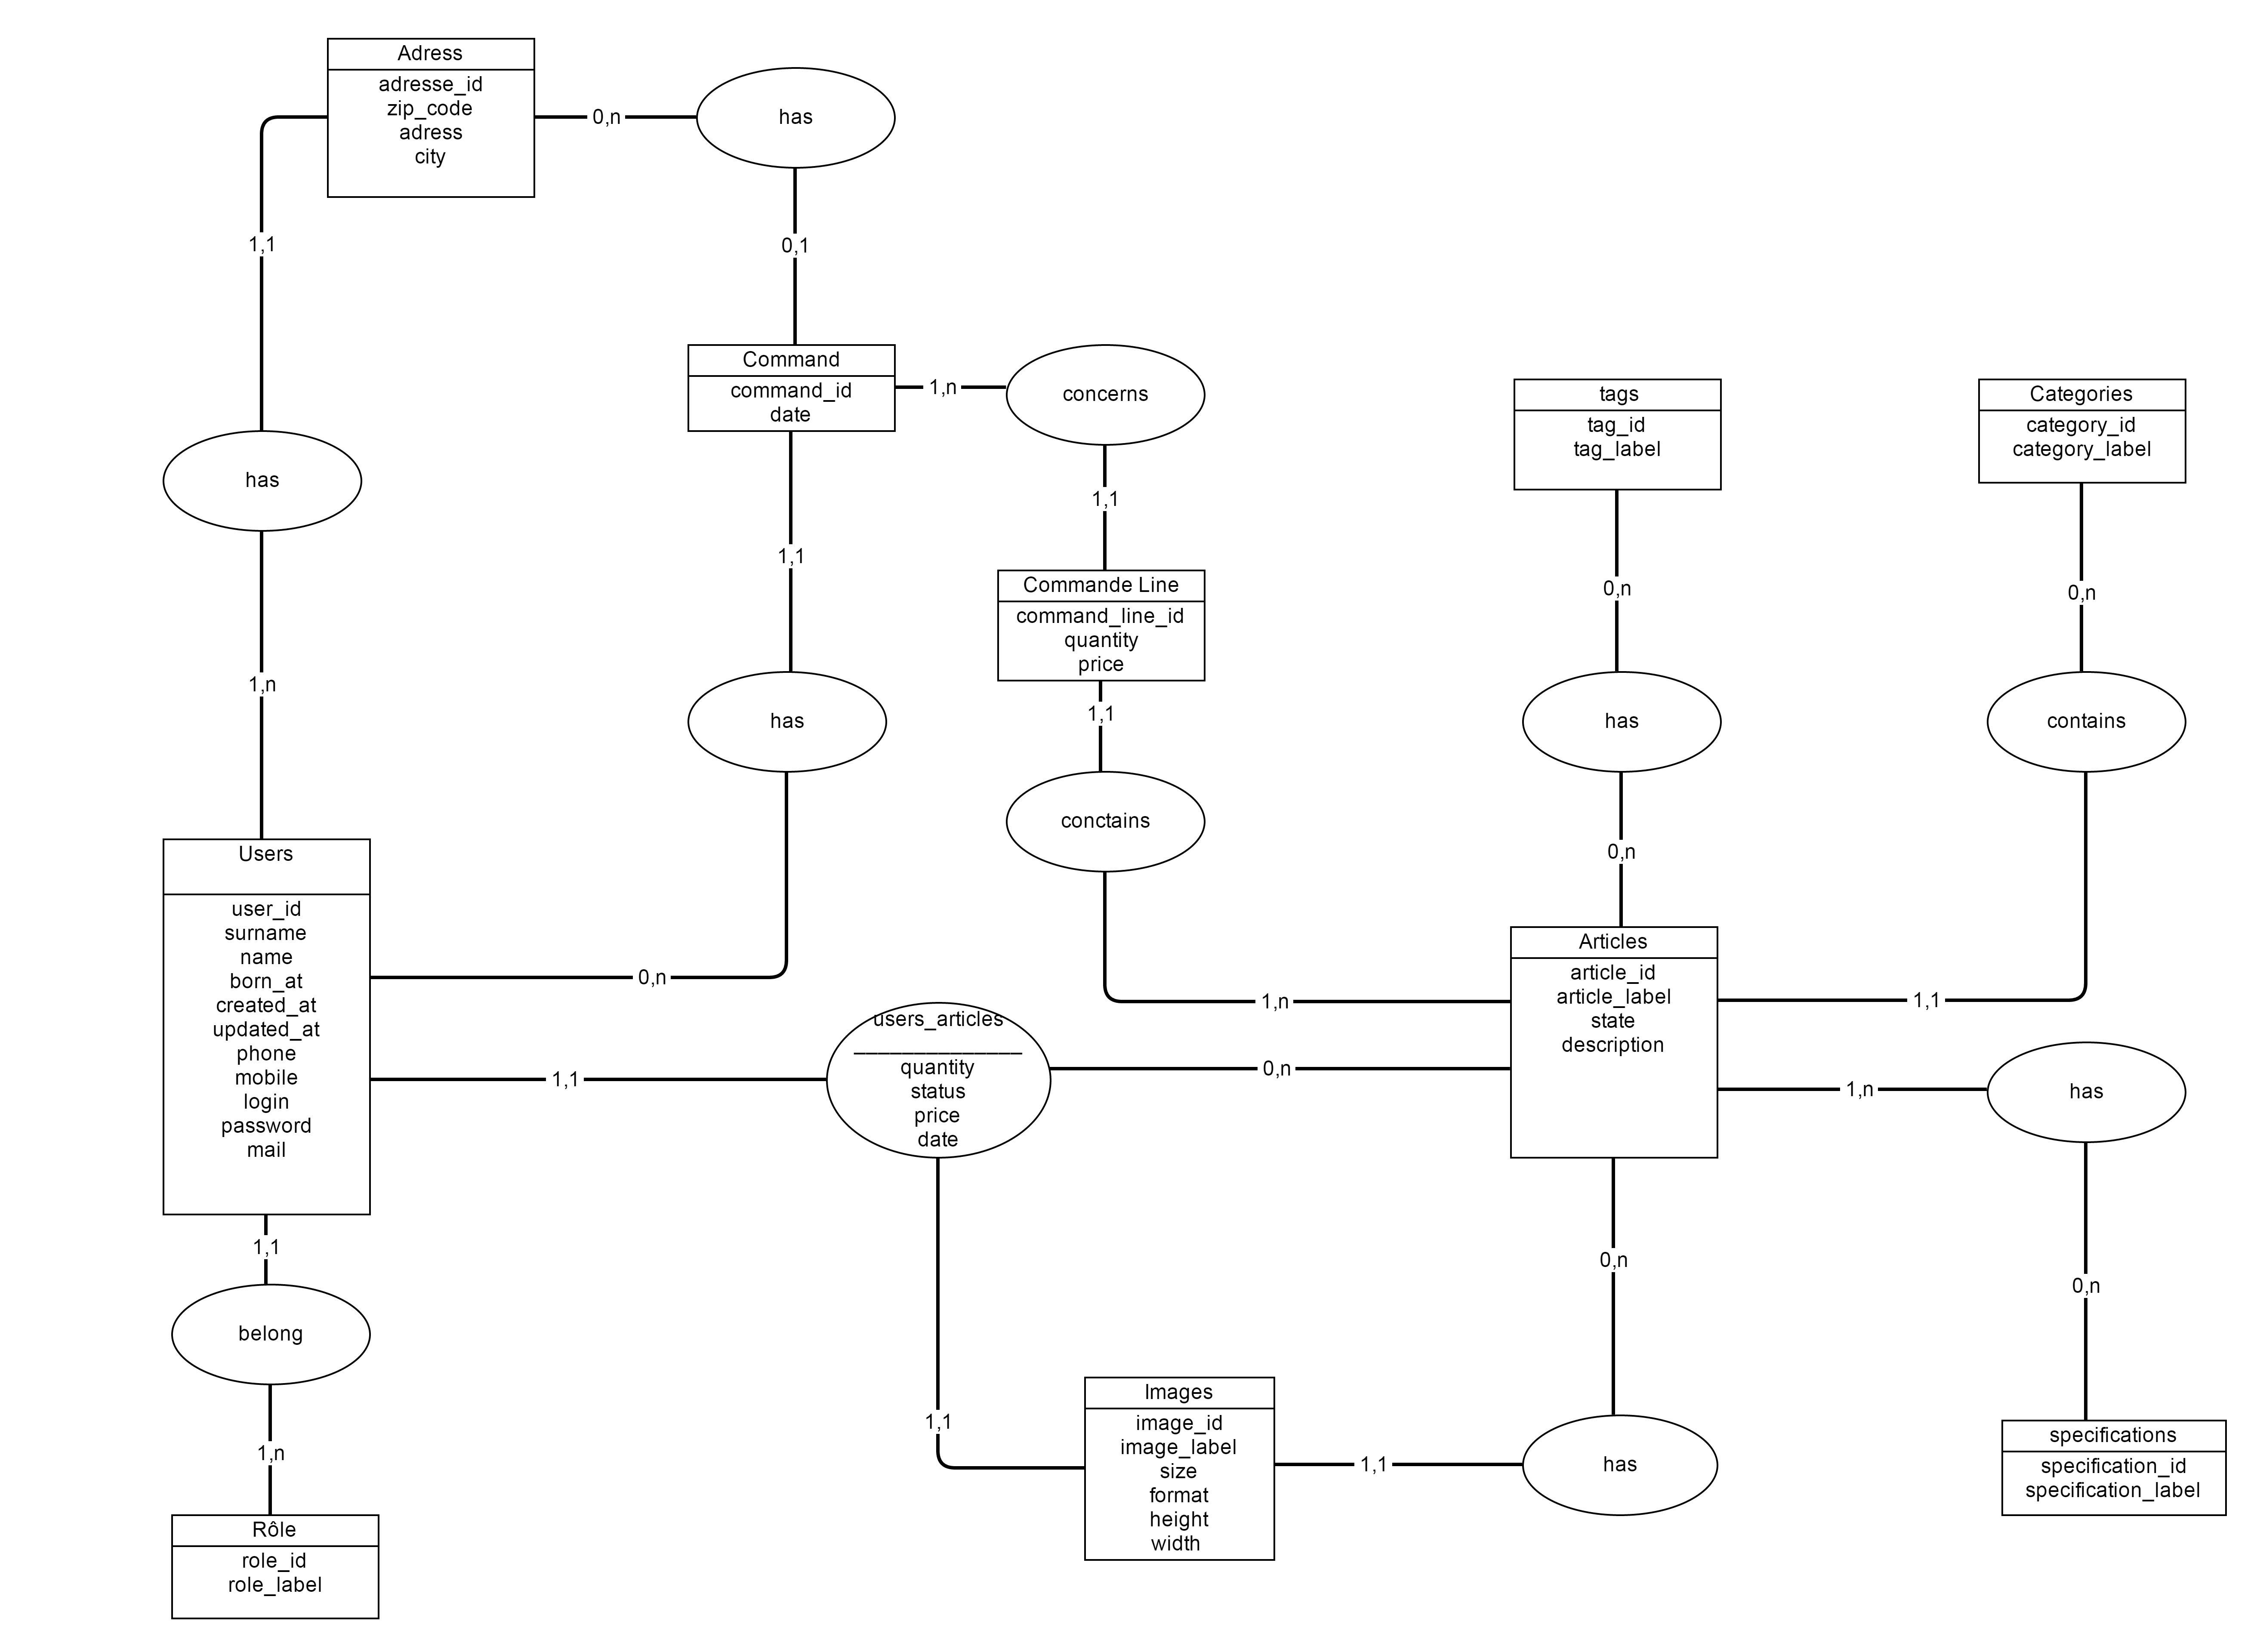 Adress
adresse_id
zip_code
adress
city
0,n
has
1,1
0,1
Command
command_id
date
1,n
concerns
tags
tag_id
tag_label
Categories
category_id
category_label
has
1,1
1,1
Commande Line
command_line_id
quantity
price
0,n
0,n
1,n
has
1,1
has
contains
conctains
Users
user_id
surname
name
born_at
created_at
updated_at
phone
mobile
login
password
mail
0,n
0,n
Articles
article_id
article_label
state
description
1,n
1,1
users_articles
______________
quantity
status
price
date
1,1
0,n
1,n
has
1,1
belong
0,n
0,n
1,1
Images
image_id
image_label
size
format
height
width
1,1
has
specifications
specification_id
specification_label
1,n
Rôle
role_id
role_label